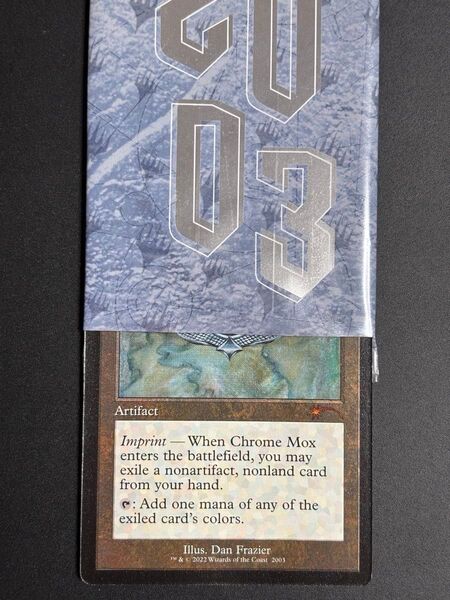 20
03
Artifact
Imprint — When Chrome Mox
enters the battlefield, you may
exile a nonartifact, nonland card
from your hand.
: Add one mana of any of the
exiled card's colors.
Illus. Dan Frazier
™ & © 2022 Wizards of the Coast 2003